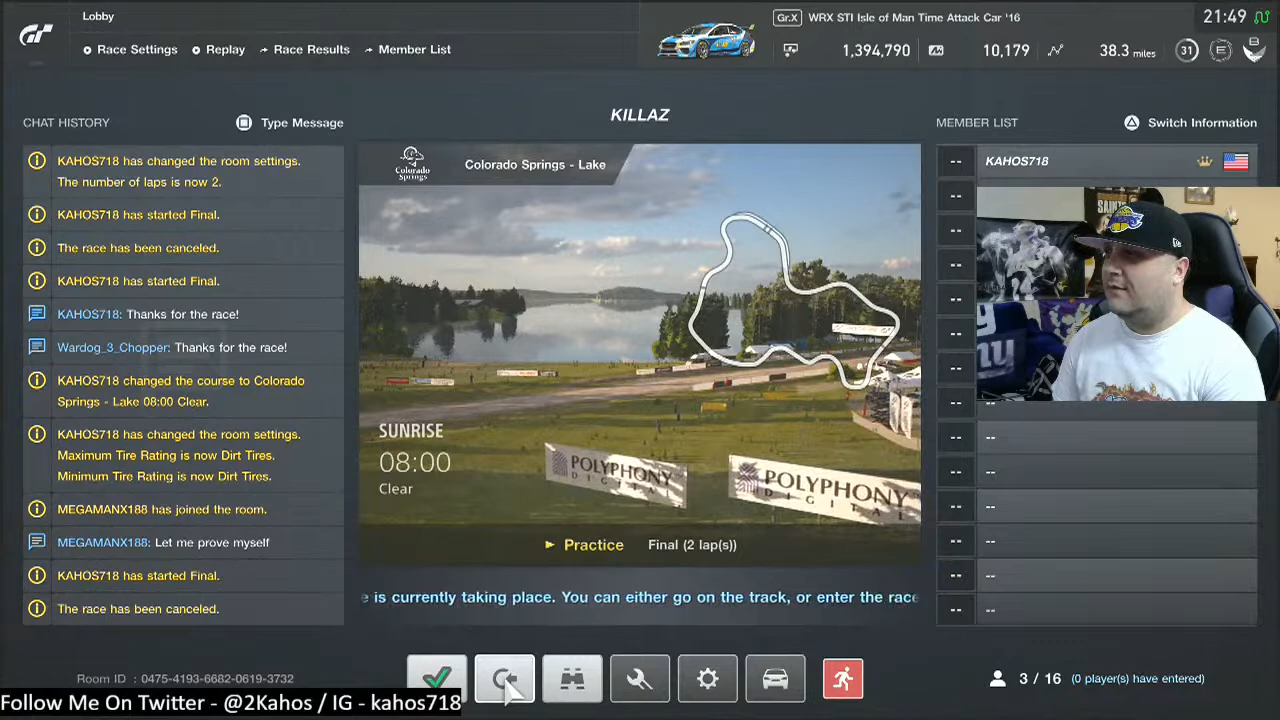 Lobby
Race Settings
Replay
Race Results
Member List
Gr.X
WRX STI Isle of Man Time Attack Car '16
21:49
1,394,790
10,179
38.3 miles
31
E
B
CHAT HISTORY
Type Message
KILLAZ
MEMBER LIST
Switch Information
KAHOS718 has changed the room settings.
The number of laps is now 2.
KAHOS718 has started Final.
The race has been canceled.
KAHOS718 has started Final.
KAHOS718: Thanks for the race!
Wardog_3_Chopper: Thanks for the race!
KAHOS718 changed the course to Colorado
Springs - Lake 08:00 Clear.
KAHOS718 has changed the room settings.
Maximum Tire Rating is now Dirt Tires.
Minimum Tire Rating is now Dirt Tires.
MEGAMANX188 has joined the room.
MEGAMANX188: Let me prove myself
KAHOS718 has started Final.
The race has been canceled.
Colorado
Springs
Colorado Springs - Lake
SUNRISE
08:00
Clear
POLYPHONY
DIGITAL
POLYPHONY
DIGITAL
Practice
Final (2 lap(s))
e is currently taking place. You can either go on the track, or enter the race
-- KAHOS718
--
--
--
--
--
--
--
-- --
-- --
-- --
-- --
-- --
-- --
SAINTS
Room ID : 0475-4193-6682-0619-3732
3 / 16
(0 player(s) have entered)
Follow Me On Twitter - @2Kahos / IG - kahos718